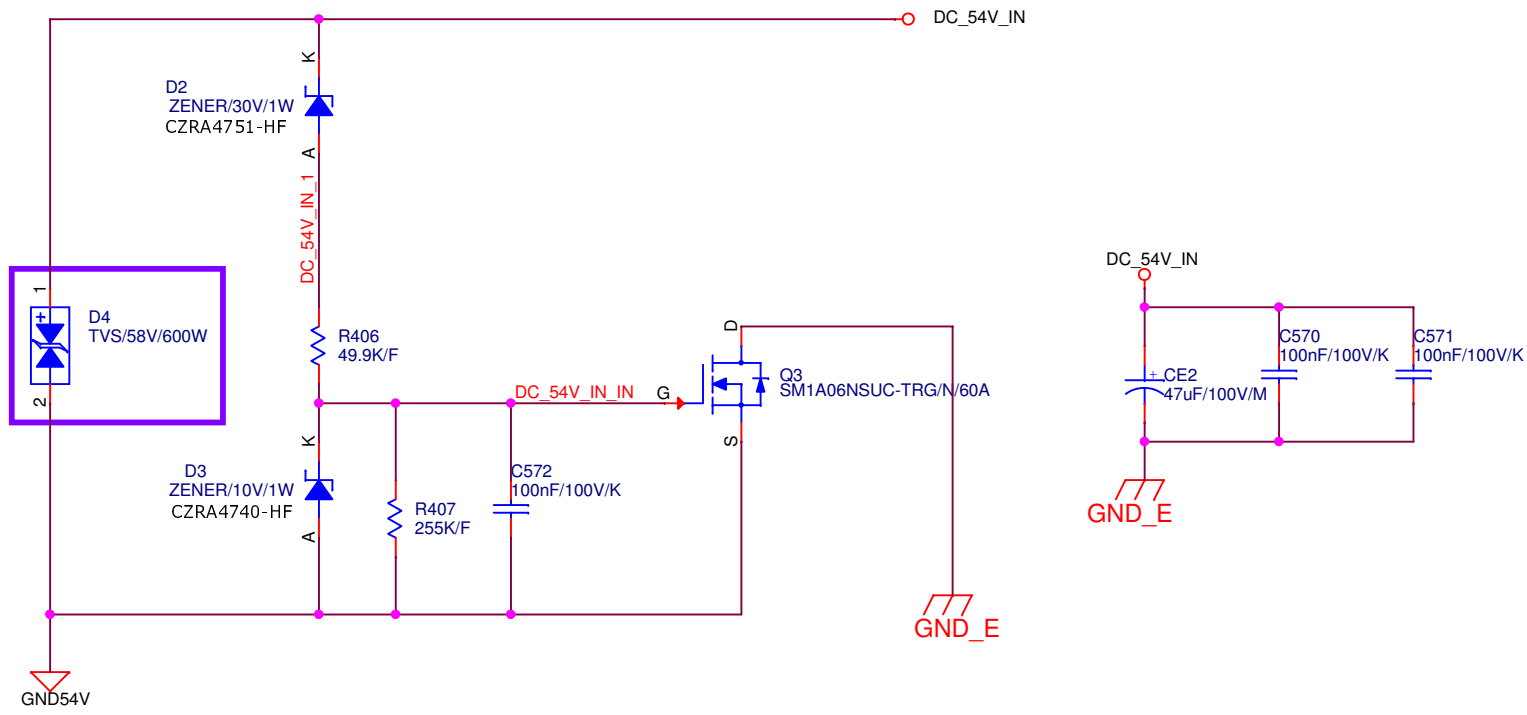 DC_54V_IN
K
D2
ZENER/30V/1W
CZRA4751-HF
A
DC_54V_IN_1
1
+
D4
TVS/58V/600W
2
R406
49.9K/F
DC_54V_IN_IN
G
D
Q3
SM1A06NSUC-TRG/N/60A
S
K
D3
ZENER/10V/1W
CZRA4740-HF
A
R407
255K/F
C572
100nF/100V/K
GND_E
GND54V
DC_54V_IN
+
CE2
47uF/100V/M
C570
100nF/100V/K
C571
100nF/100V/K
GND_E